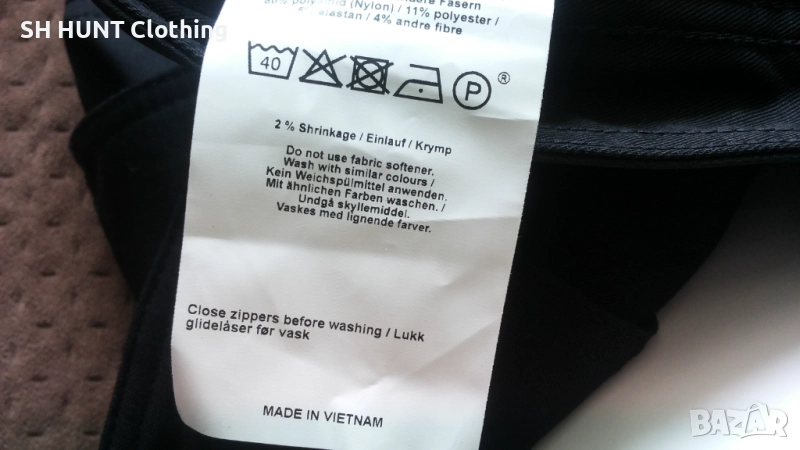 SH HUNT Clothing
Fasern
(Nylon) / 11% polyester /
elastan / 4% andre fibre
40
P
®
2 % Shrinkage / Einlauf / Krymp
Do not use fabric softener.
Wash with similar colours /
Kein Weichspülmittel anwenden.
Mit ähnlichen Farben waschen. /
Undgå skyllemiddel.
Vaskes med lignende farver.
Close zippers before washing / Lukk
glidelåser før vask
MADE IN VIETNAM
BAZAR